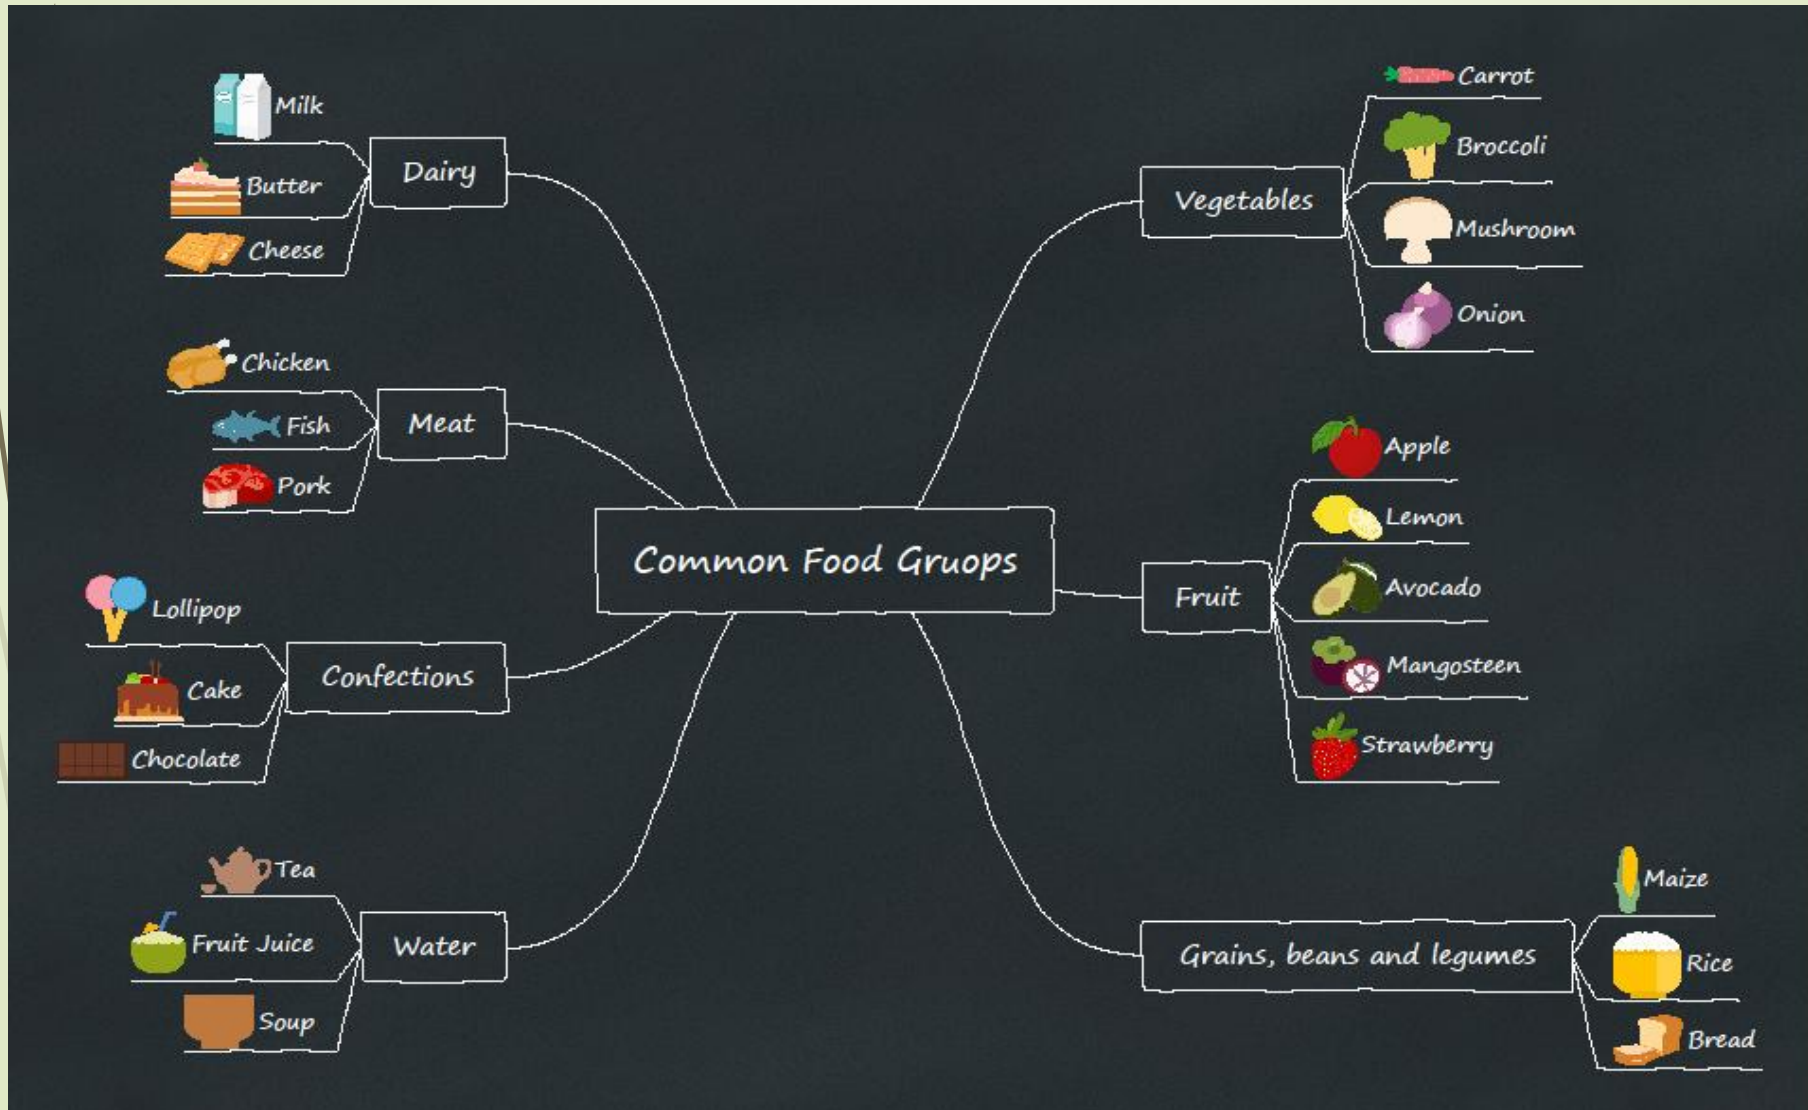 Common Food Gruops
Dairy
Milk
Butter
Cheese
Meat
Chicken
Fish
Pork
Confections
Lollipop
Cake
Chocolate
Water
Tea
Fruit Juice
Soup
Vegetables
Carrot
Broccoli
Mushroom
Onion
Fruit
Apple
Lemon
Avocado
Mangosteen
Strawberry
Grains, beans and legumes
Maize
Rice
Bread